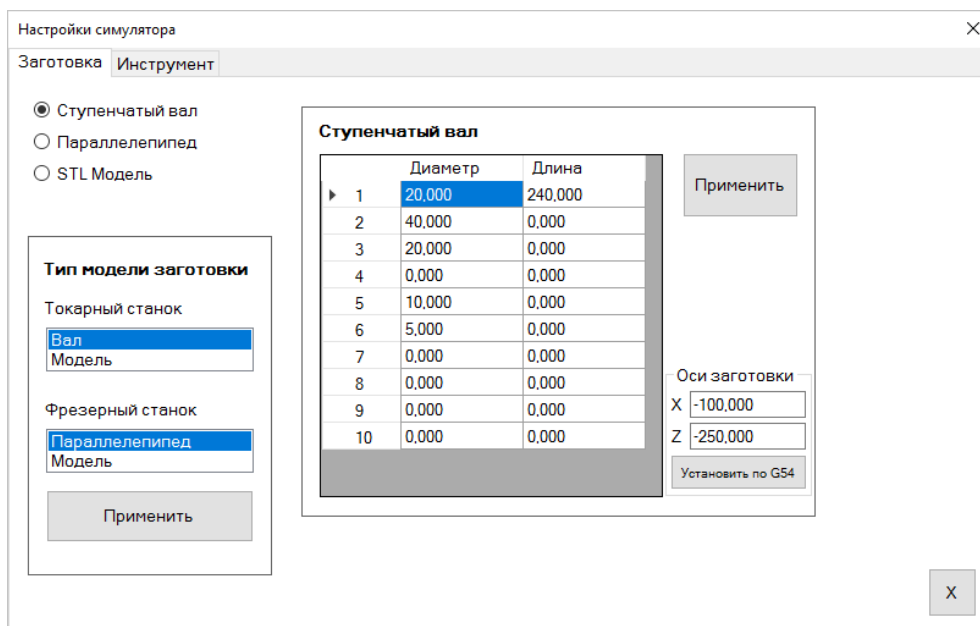 Настройки симулятора
Заготовка Инструмент
Ступенчатый вал
Параллелепипед
STL Модель
Тип модели заготовки
Токарный станок
Вал
Модель
Фрезерный станок
Параллелепипед
Модель
Применить
Ступенчатый вал
Диаметр Длина
1 20,000 240,000
2 40,000 0,000
3 20,000 0,000
4 0,000 0,000
5 10,000 0,000
6 5,000 0,000
7 0,000 0,000
8 0,000 0,000
9 0,000 0,000
10 0,000 0,000
Применить
Оси заготовки
X -100,000
Z -250,000
Установить по G54
X